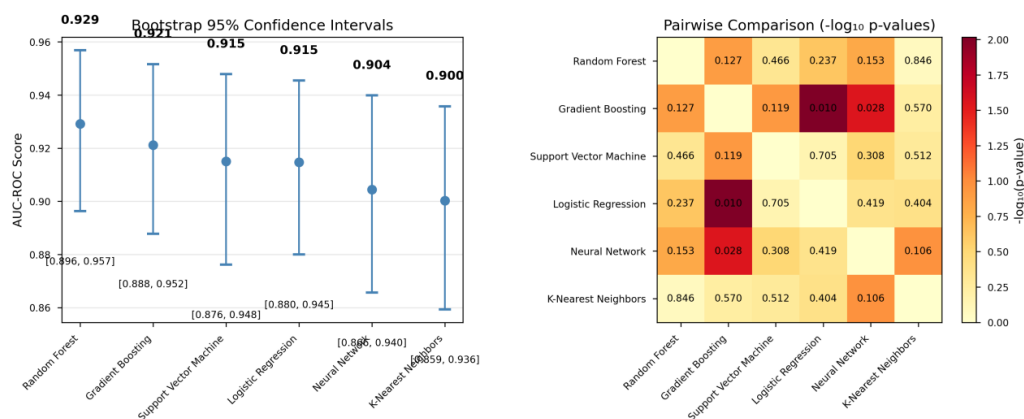 Bootstrap 95% Confidence Intervals
0.929
0.921
0.915
0.915
0.904
0.900
AUC-ROC Score
0.96
0.94
0.92
0.90
0.88
0.86
[0.896, 0.957]
[0.888, 0.952]
[0.876, 0.948]
[0.880, 0.945]
[0.866, 0.940]
[0.859, 0.936]
Random Forest
Gradient Boosting
Support Vector Machine
Logistic Regression
Neural Network
K-Nearest Neighbors
Pairwise Comparison (-log₁₀ p-values)
Random Forest 0.127 0.466 0.237 0.153 0.846
Gradient Boosting 0.127 0.119 0.010 0.028 0.570
Support Vector Machine 0.466 0.119 0.705 0.308 0.512
Logistic Regression 0.237 0.010 0.705 0.419 0.404
Neural Network 0.153 0.028 0.308 0.419 0.106
K-Nearest Neighbors 0.846 0.570 0.512 0.404 0.106
Random Forest
Gradient Boosting
Support Vector Machine
Logistic Regression
Neural Network
K-Nearest Neighbors
2.00
1.75
1.50
1.25
1.00
0.75
0.50
0.25
0.00
-log₁₀(p-value)